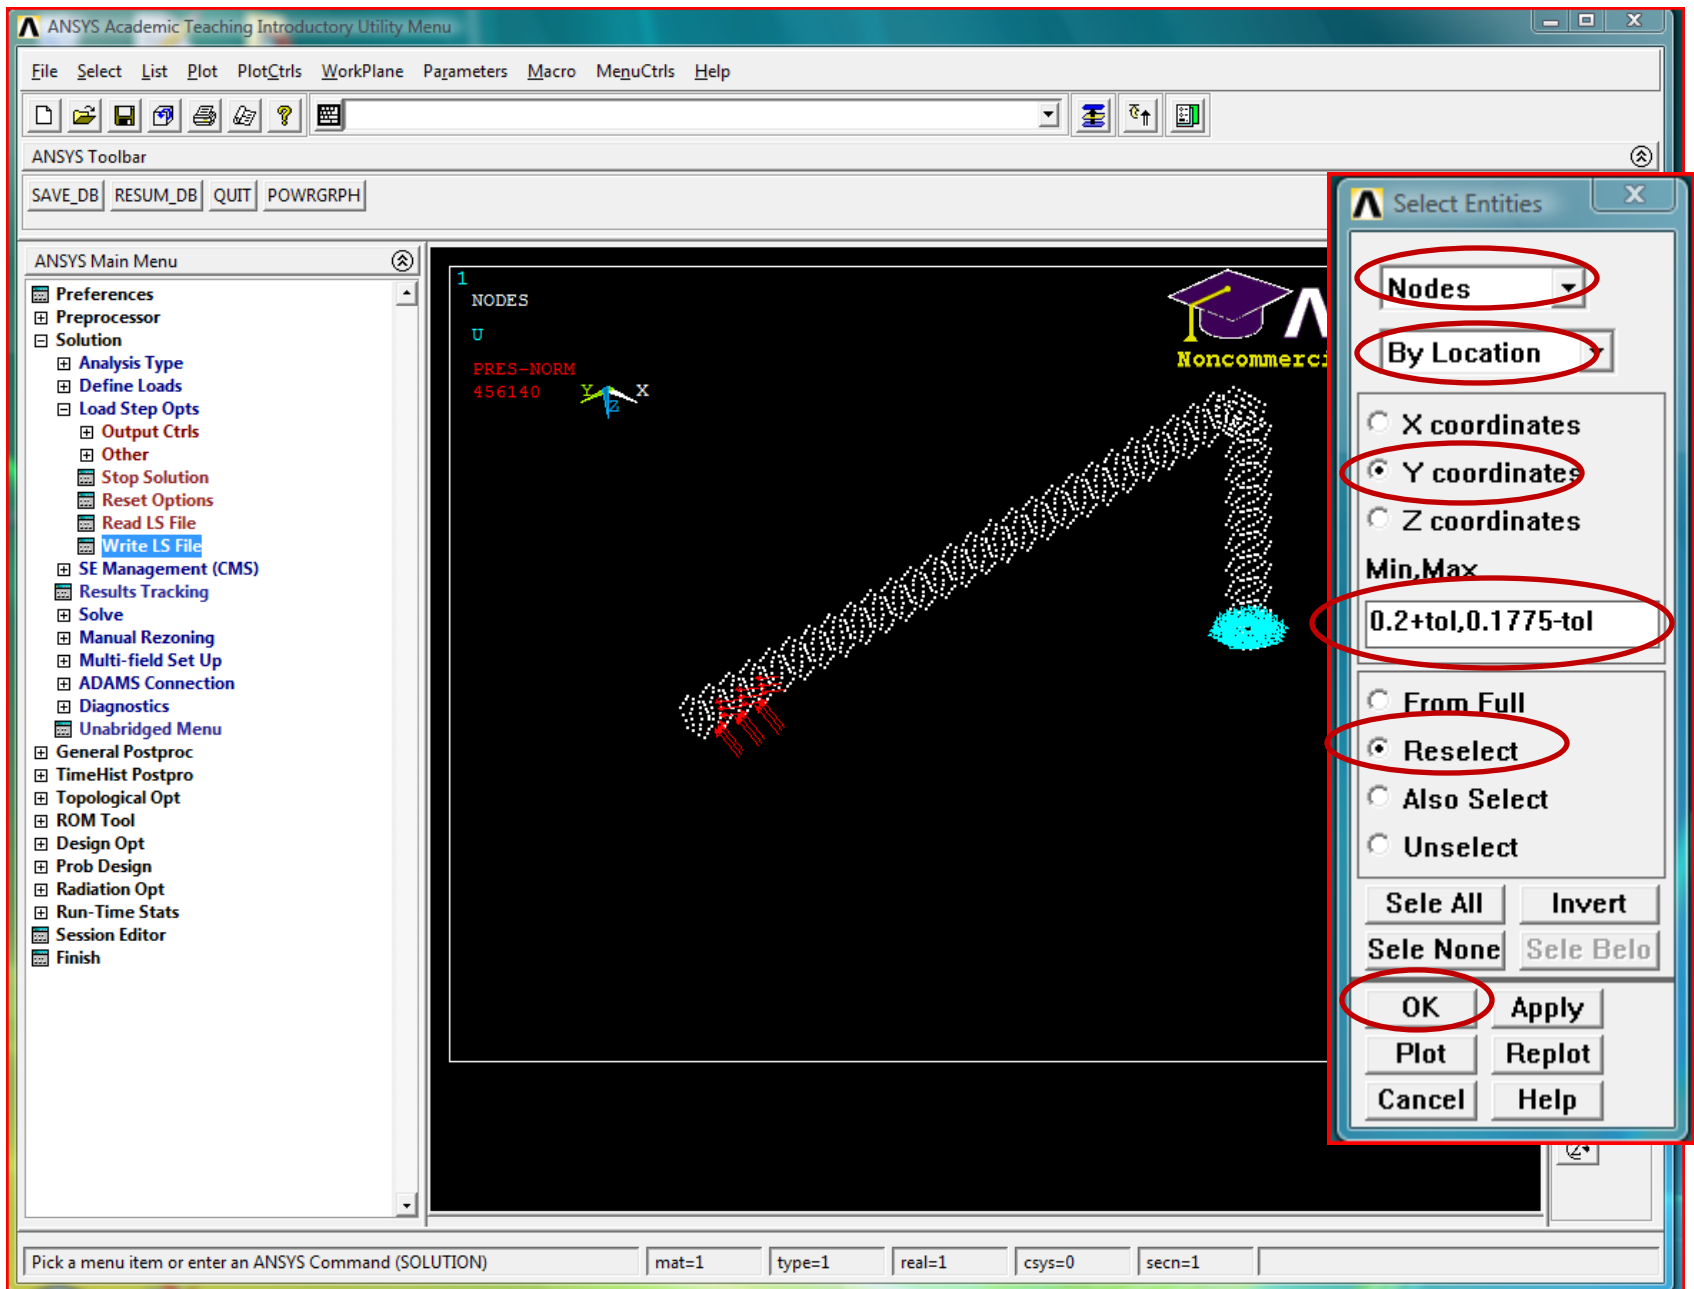 ANSYS Academic Teaching Introductory Utility Menu
File Select List Plot PlotCtrls WorkPlane Parameters Macro MenuCtrls Help
ANSYS Toolbar
SAVE_DB RESUM_DB QUIT POWRGRPH
ANSYS Main Menu
Preferences
Preprocessor
Solution
Analysis Type
Define Loads
Load Step Opts
Output Ctrls
Other
Stop Solution
Reset Options
Read LS File
Write LS File
SE Management (CMS)
Results Tracking
Solve
Manual Rezoning
Multi-field Set Up
ADAMS Connection
Diagnostics
Unabridged Menu
General Postproc
TimeHist Postpro
Topological Opt
ROM Tool
Design Opt
Prob Design
Radiation Opt
Run-Time Stats
Session Editor
Finish
1
NODES
U
PRES-NORM
456140
Y X
Z
Noncommerci
Select Entities
Nodes
By Location
X coordinates
Y coordinates
Z coordinates
Min,Max
0.2+tol,0.1775-tol
From Full
Reselect
Also Select
Unselect
Sele All Invert
Sele None Sele Belo
OK Apply
Plot Replot
Cancel Help
Pick a menu item or enter an ANSYS Command (SOLUTION) mat=1 type=1 real=1 csys=0 secn=1